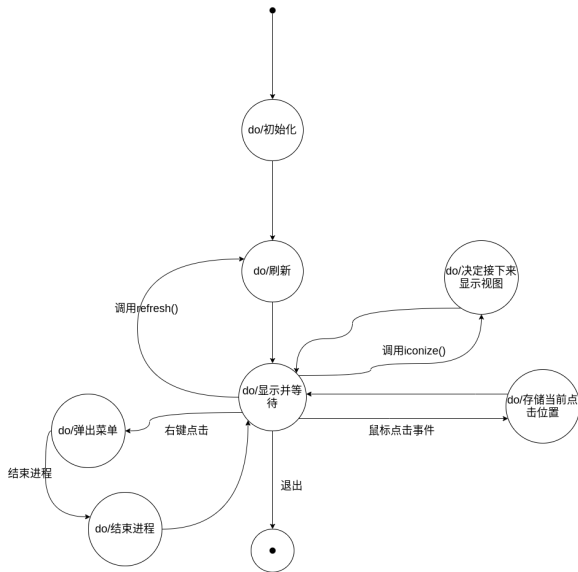 do/初始化
do/刷新
do/决定接下来
显示视图
调用refresh()
调用iconize()
do/显示并等
待
do/存储当前点
击位置
do/弹出菜单
右键点击
鼠标点击事件
结束进程
do/结束进程
退出